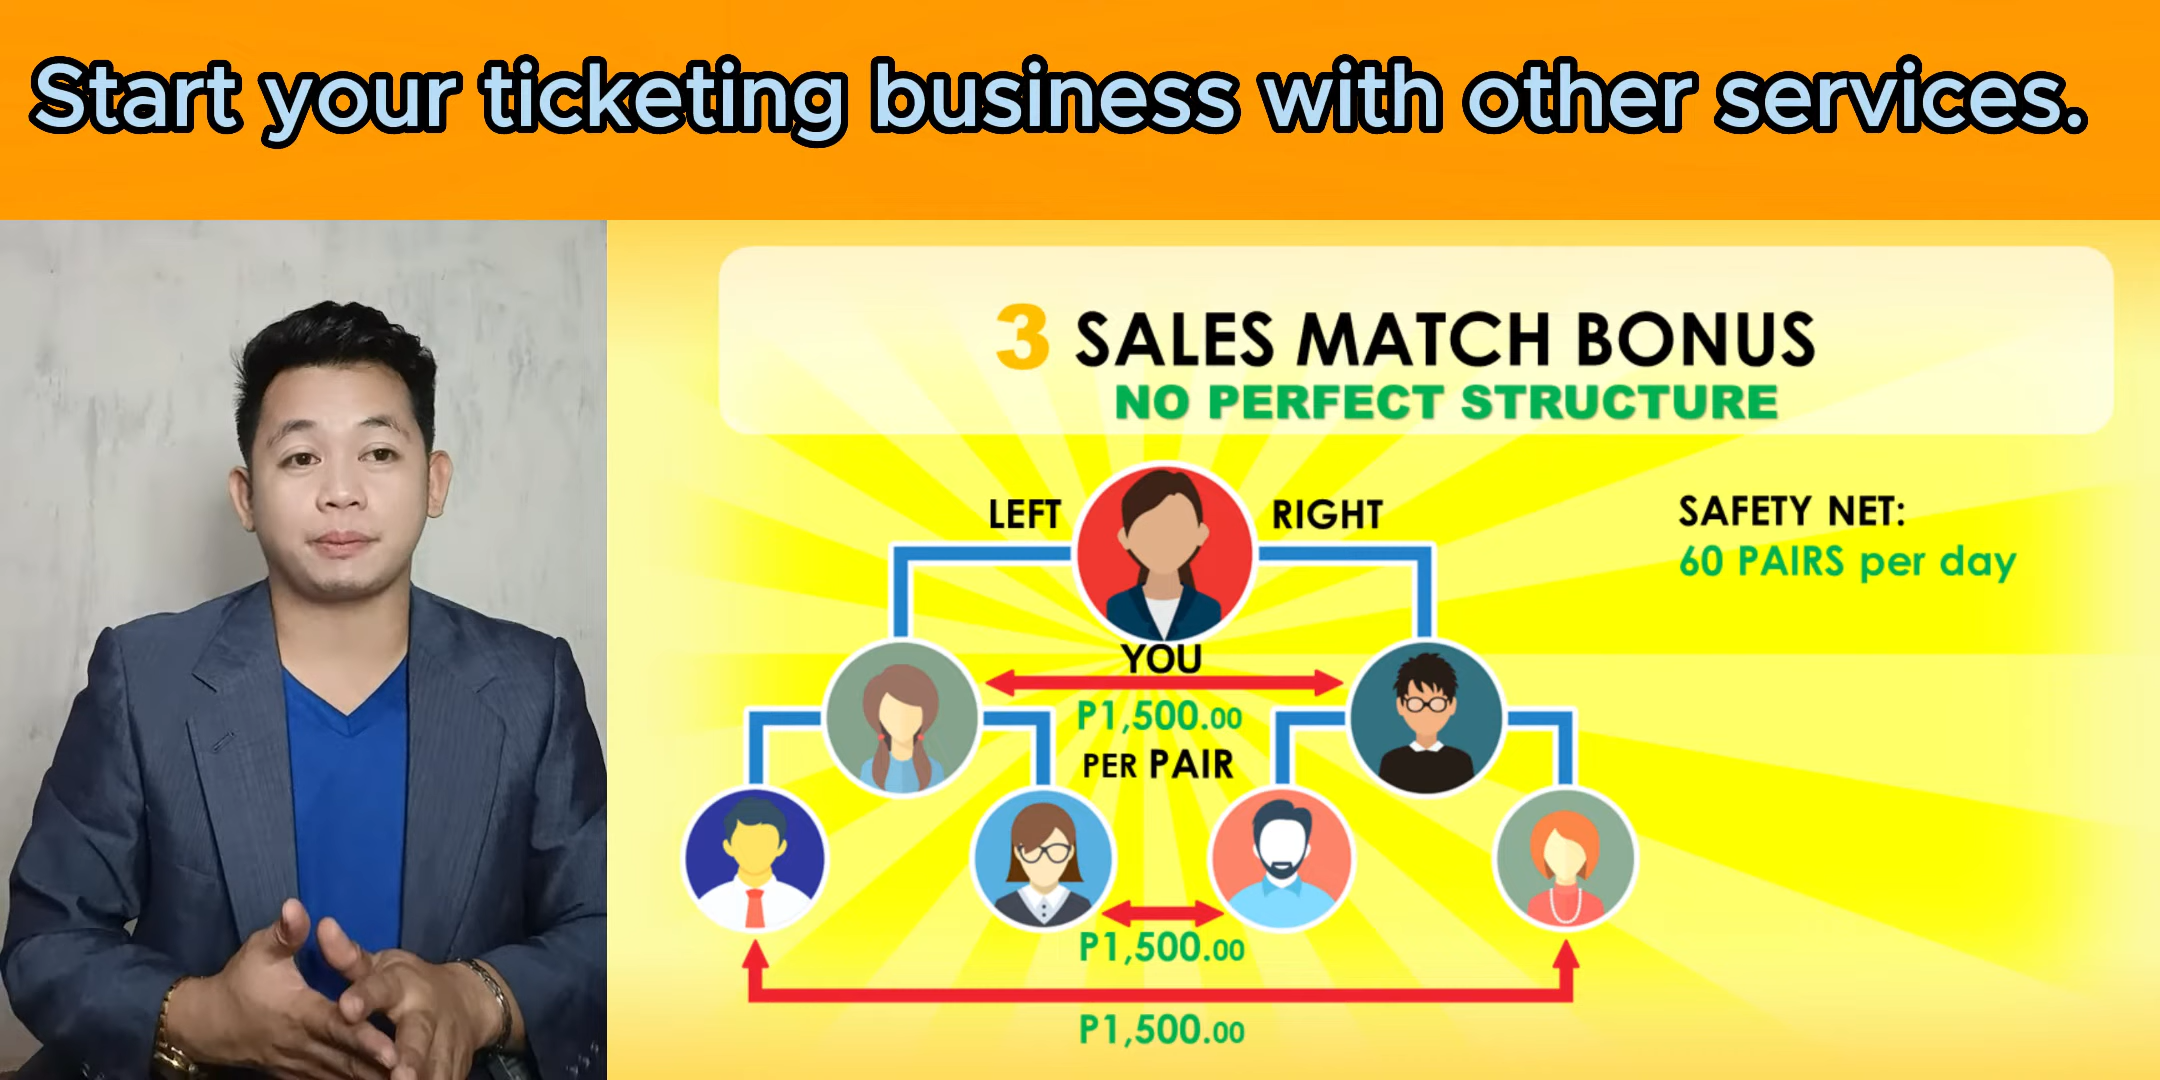 Start your ticketing business with other services.
3 SALES MATCH BONUS
NO PERFECT STRUCTURE
LEFT
RIGHT
SAFETY NET:
60 PAIRS per day
YOU
P1,500.00
PER PAIR
P1,500.00
P1,500.00